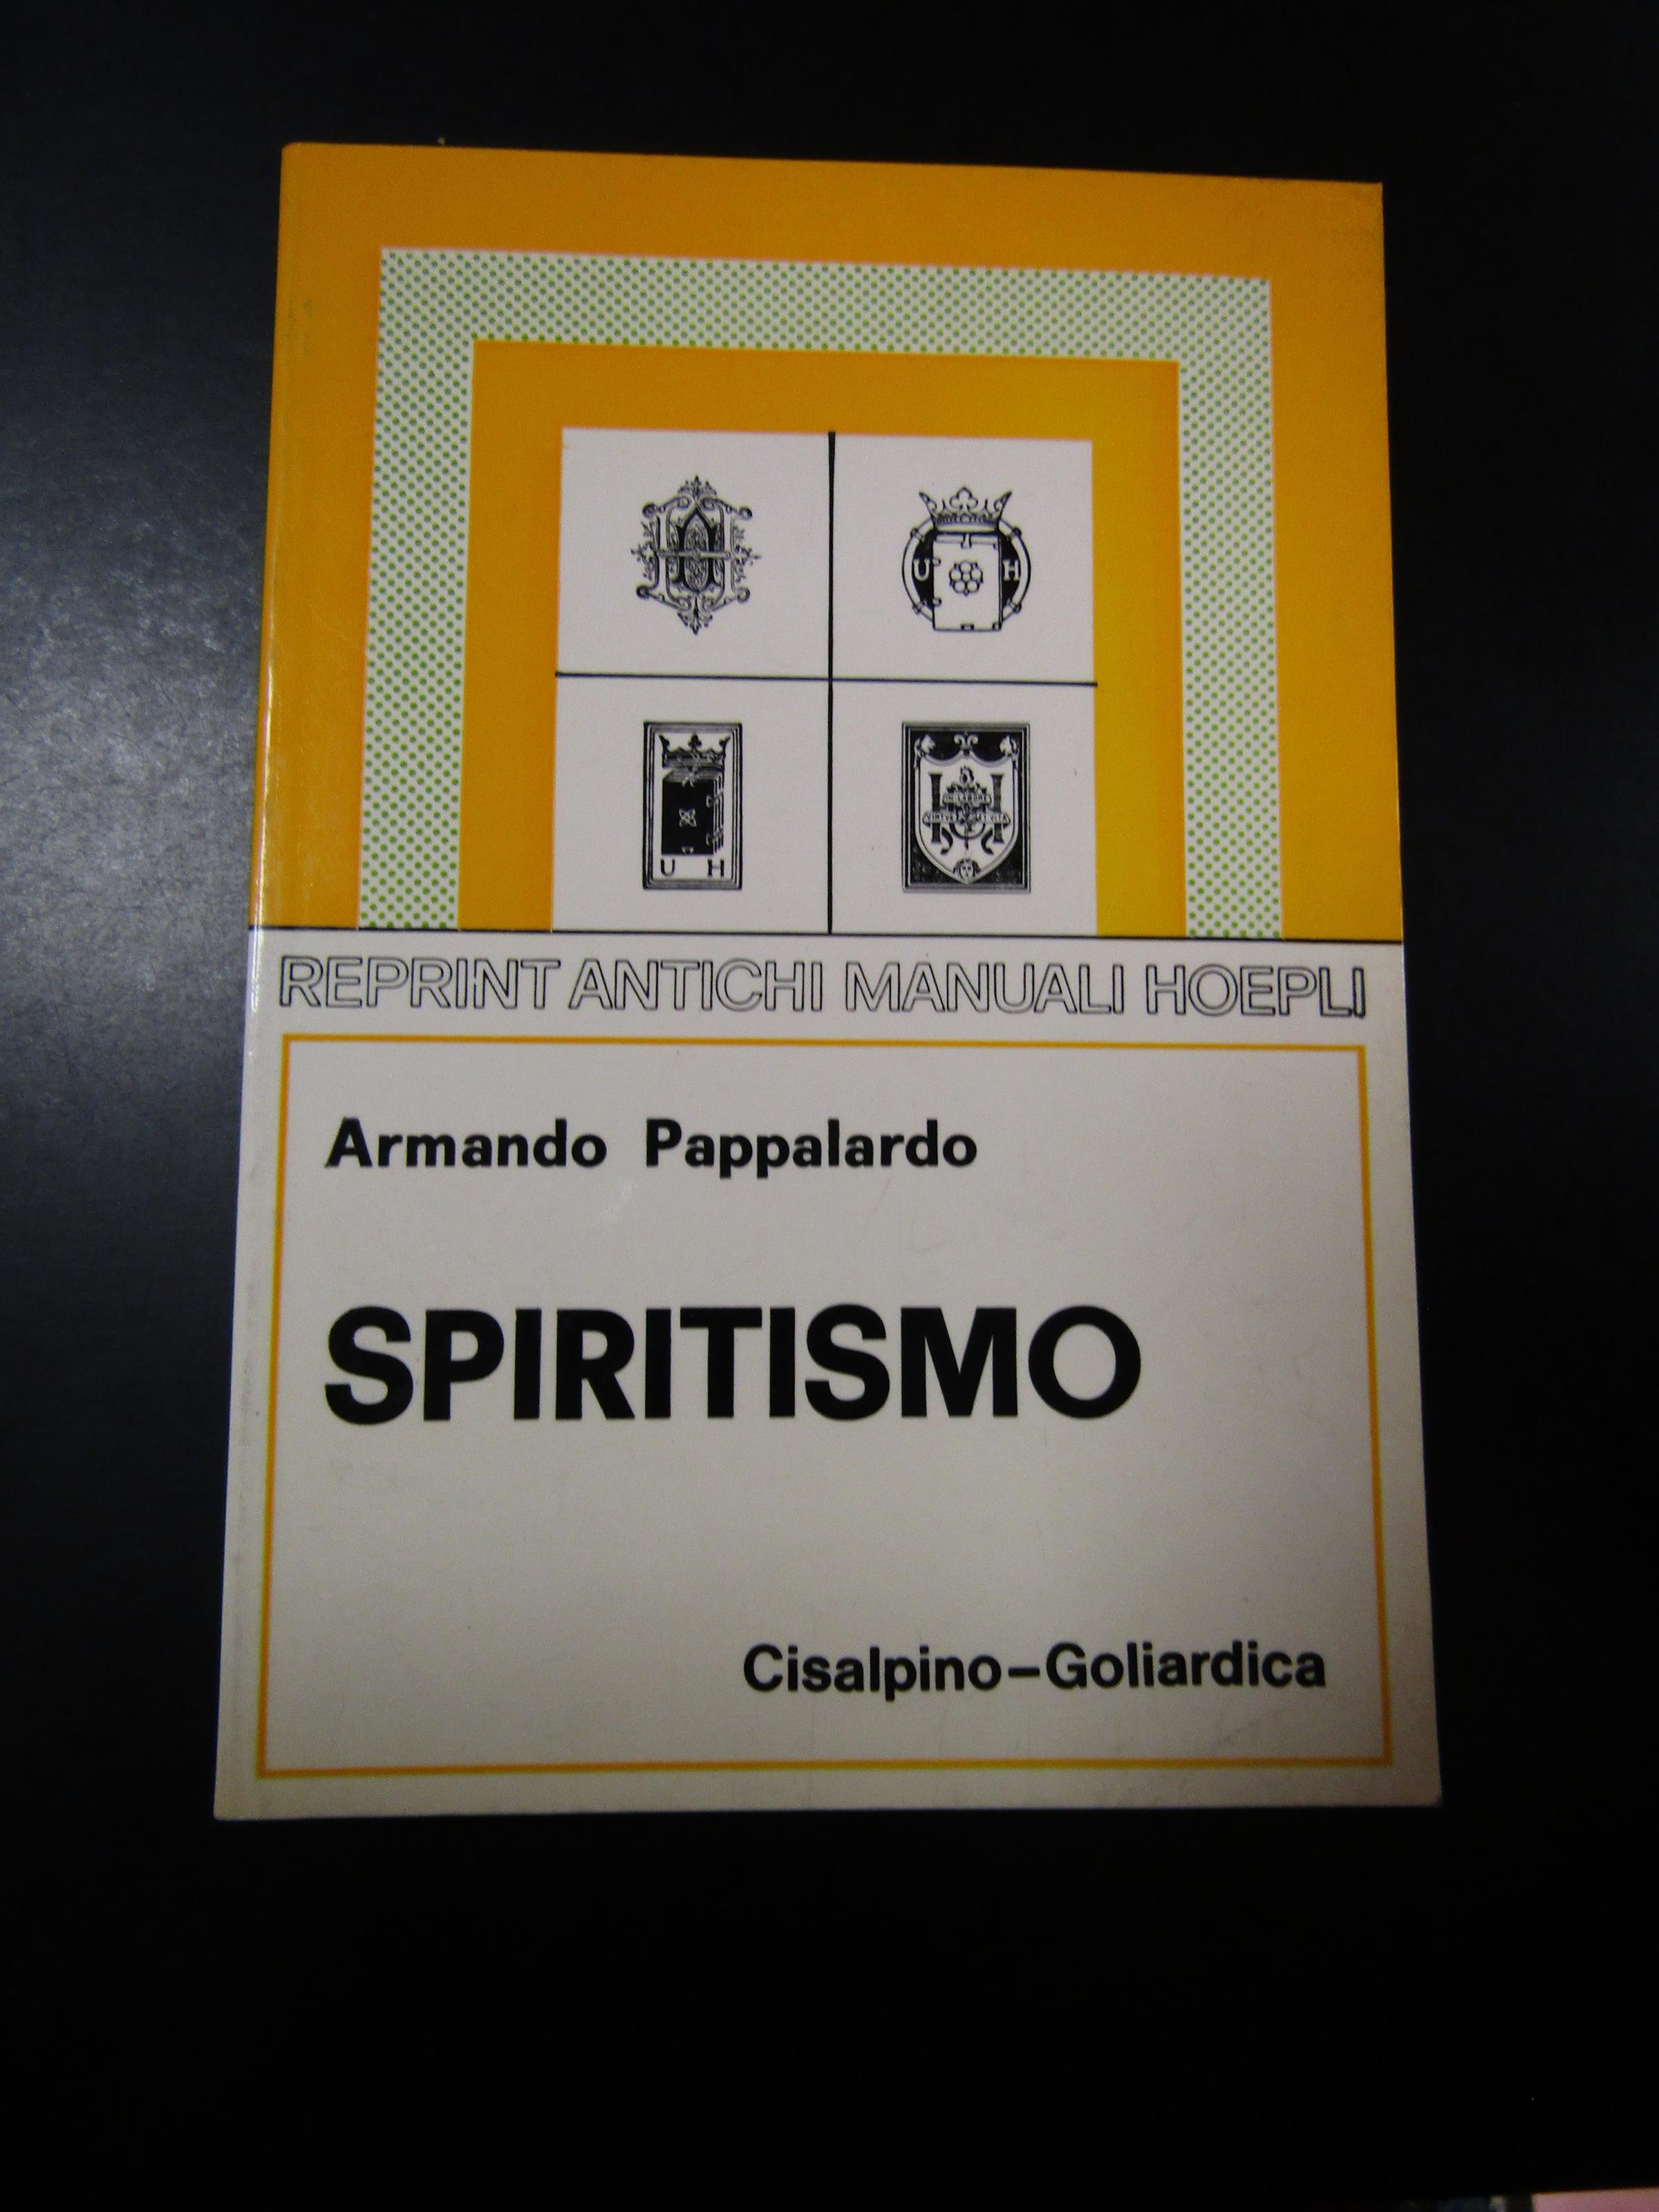 U H
U H
REPRINT ANTICHI MANUALI HOEPLI
Armando Pappalardo
SPIRITISMO
Cisalpino–Goliardica